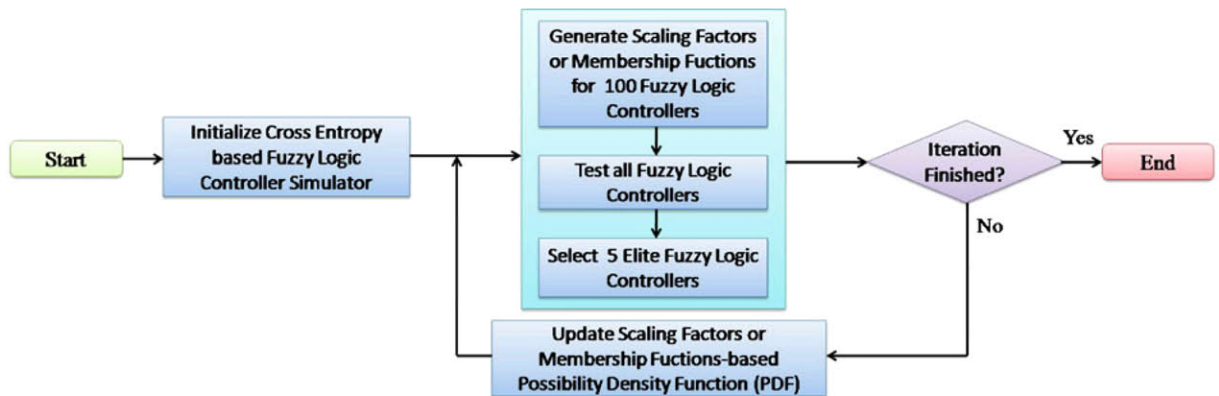 Start
Initialize Cross Entropy
based Fuzzy Logic
Controller Simulator
Generate Scaling Factors
or Membership Fuctions
for 100 Fuzzy Logic
Controllers
Test all Fuzzy Logic
Controllers
Select 5 Elite Fuzzy Logic
Controllers
Iteration
Finished?
Yes
End
No
Update Scaling Factors or
Membership Fuctions-based
Possibility Density Function (PDF)